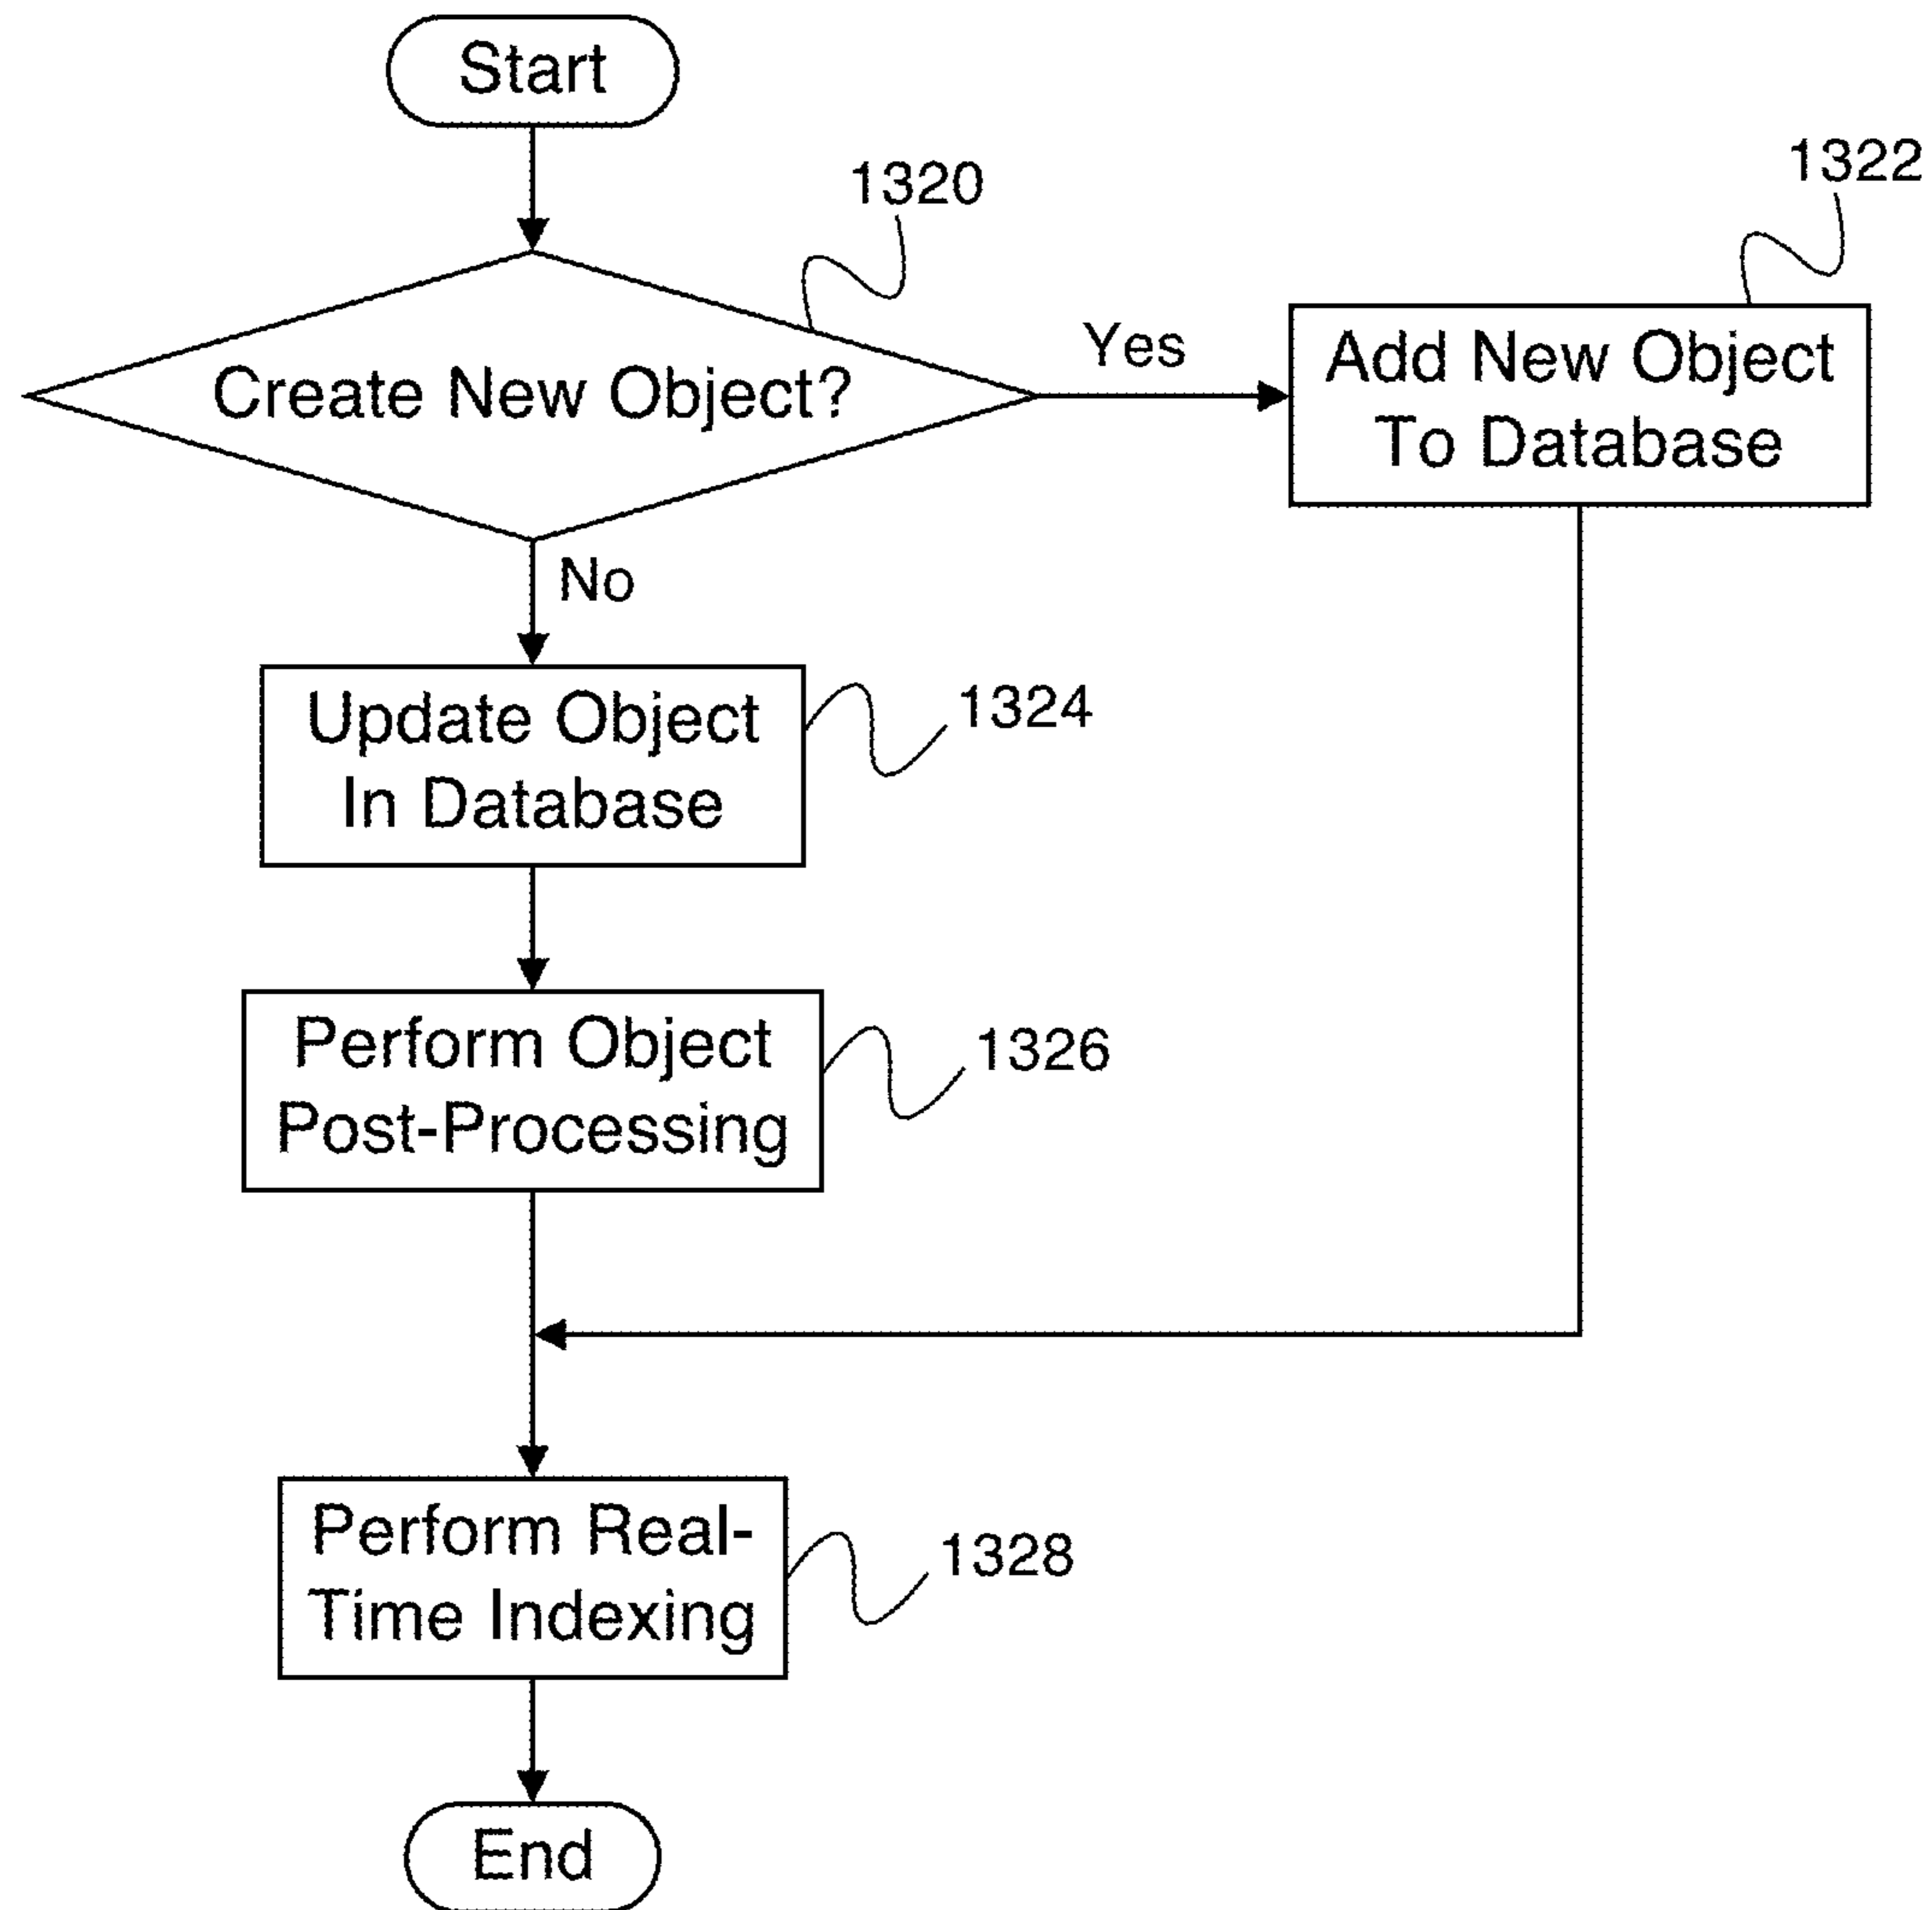 Start
1320
1322
Create New Object?
Yes
Add New Object
To Database
No
Update Object
In Database
1324
Perform Object
Post-Processing
1326
Perform Real-
Time Indexing
1328
End